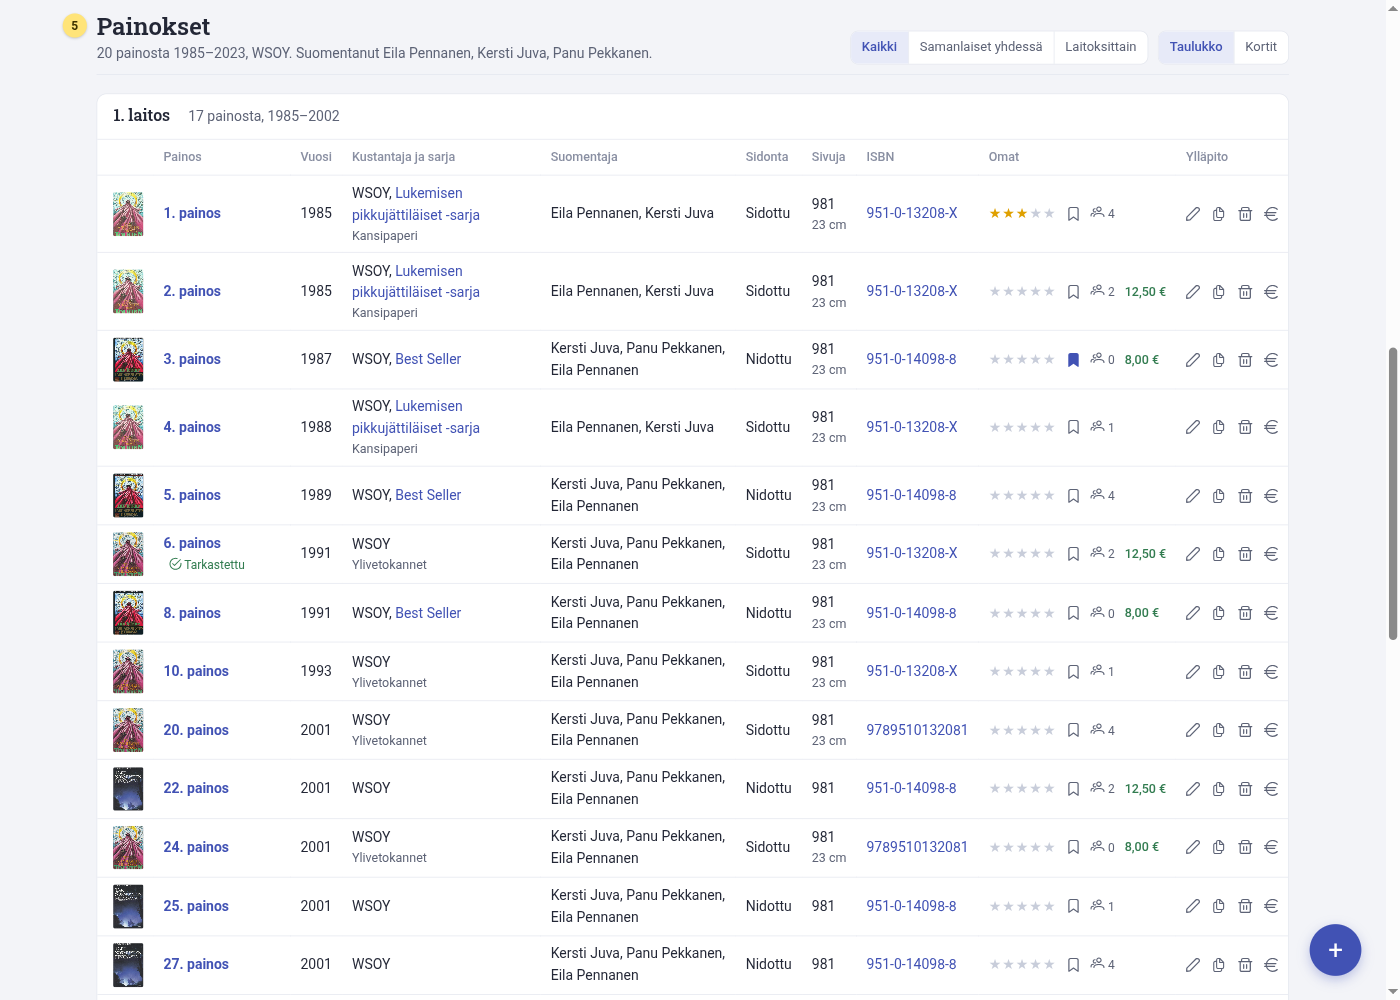 5
Painokset
20 painosta 1985–2023, WSOY. Suomentanut Eila Pennanen, Kersti Juva, Panu Pekkanen.
Kaikki Samanlaiset yhdessä Laitoksittain Taulukko Kortit
1. laitos 17 painosta, 1985–2002
Painos Vuosi Kustantaja ja sarja Suomentaja Sidonta Sivuja ISBN Omat Ylläpito
WSOY, Lukemisen
1. painos 1985 pikkujättiläiset -sarja Eila Pennanen, Kersti Juva Sidottu 981 951-0-13208-X 4
Kansipaperi 23 cm
WSOY, Lukemisen
2. painos 1985 pikkujättiläiset -sarja Eila Pennanen, Kersti Juva Sidottu 981 951-0-13208-X 2 12,50 €
Kansipaperi 23 cm
3. painos 1987 WSOY, Best Seller Kersti Juva, Panu Pekkanen, Nidottu 981 951-0-14098-8 0 8,00 €
Eila Pennanen 23 cm
WSOY, Lukemisen
4. painos 1988 pikkujättiläiset -sarja Eila Pennanen, Kersti Juva Sidottu 981 951-0-13208-X 1
Kansipaperi 23 cm
5. painos 1989 WSOY, Best Seller Kersti Juva, Panu Pekkanen, Nidottu 981 951-0-14098-8 4
Eila Pennanen 23 cm
6. painos 1991 WSOY Kersti Juva, Panu Pekkanen, Sidottu 981 951-0-13208-X 2 12,50 €
Tarkastettu Ylivetokannet Eila Pennanen 23 cm
8. painos 1991 WSOY, Best Seller Kersti Juva, Panu Pekkanen, Nidottu 981 951-0-14098-8 0 8,00 €
Eila Pennanen 23 cm
10. painos 1993 WSOY Kersti Juva, Panu Pekkanen, Sidottu 981 951-0-13208-X 1
Ylivetokannet Eila Pennanen 23 cm
20. painos 2001 WSOY Kersti Juva, Panu Pekkanen, Sidottu 981 9789510132081 4
Ylivetokannet Eila Pennanen 23 cm
22. painos 2001 WSOY Kersti Juva, Panu Pekkanen, Nidottu 981 951-0-14098-8 2 12,50 €
Eila Pennanen
24. painos 2001 WSOY Kersti Juva, Panu Pekkanen, Sidottu 981 9789510132081 0 8,00 €
Ylivetokannet Eila Pennanen 23 cm
25. painos 2001 WSOY Kersti Juva, Panu Pekkanen, Nidottu 981 951-0-14098-8 1
Eila Pennanen
27. painos 2001 WSOY Kersti Juva, Panu Pekkanen, Nidottu 981 951-0-14098-8 4
Eila Pennanen